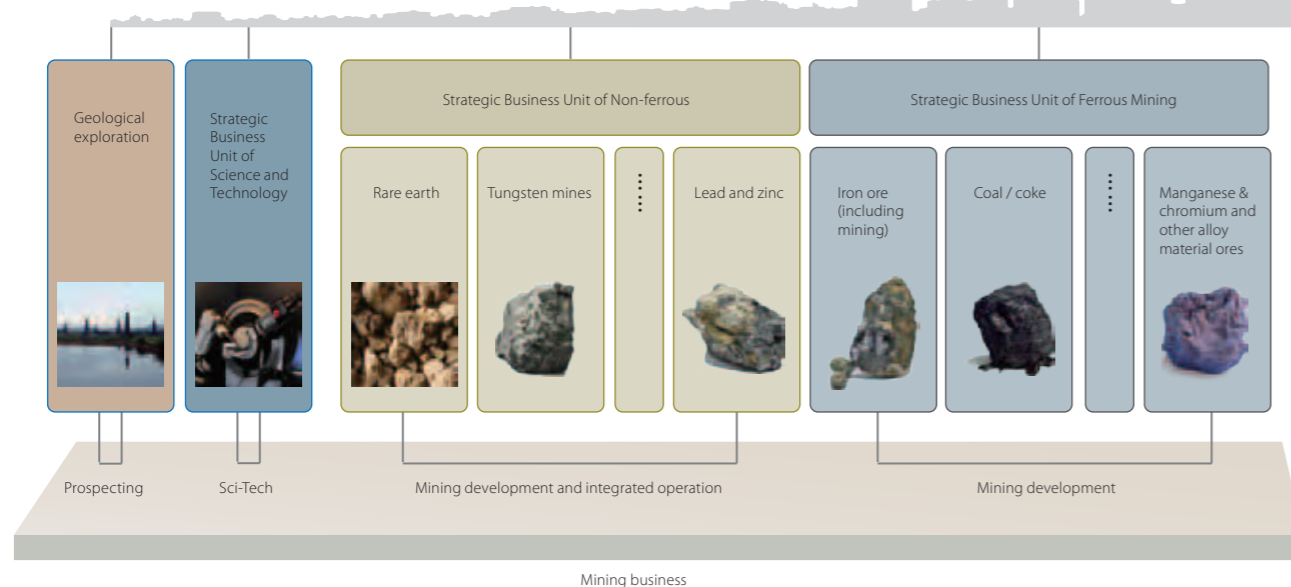 Geological
exploration
Strategic
Business
Unit of
Science and
Technology
Strategic Business Unit of Non-ferrous
Strategic Business Unit of Ferrous Mining
Rare earth
Tungsten mines
......
Lead and zinc
Iron ore
(including
mining)
Coal / coke
......
Manganese &
chromium and
other alloy
material ores
Prospecting
Sci-Tech
Mining development and integrated operation
Mining development
Mining business